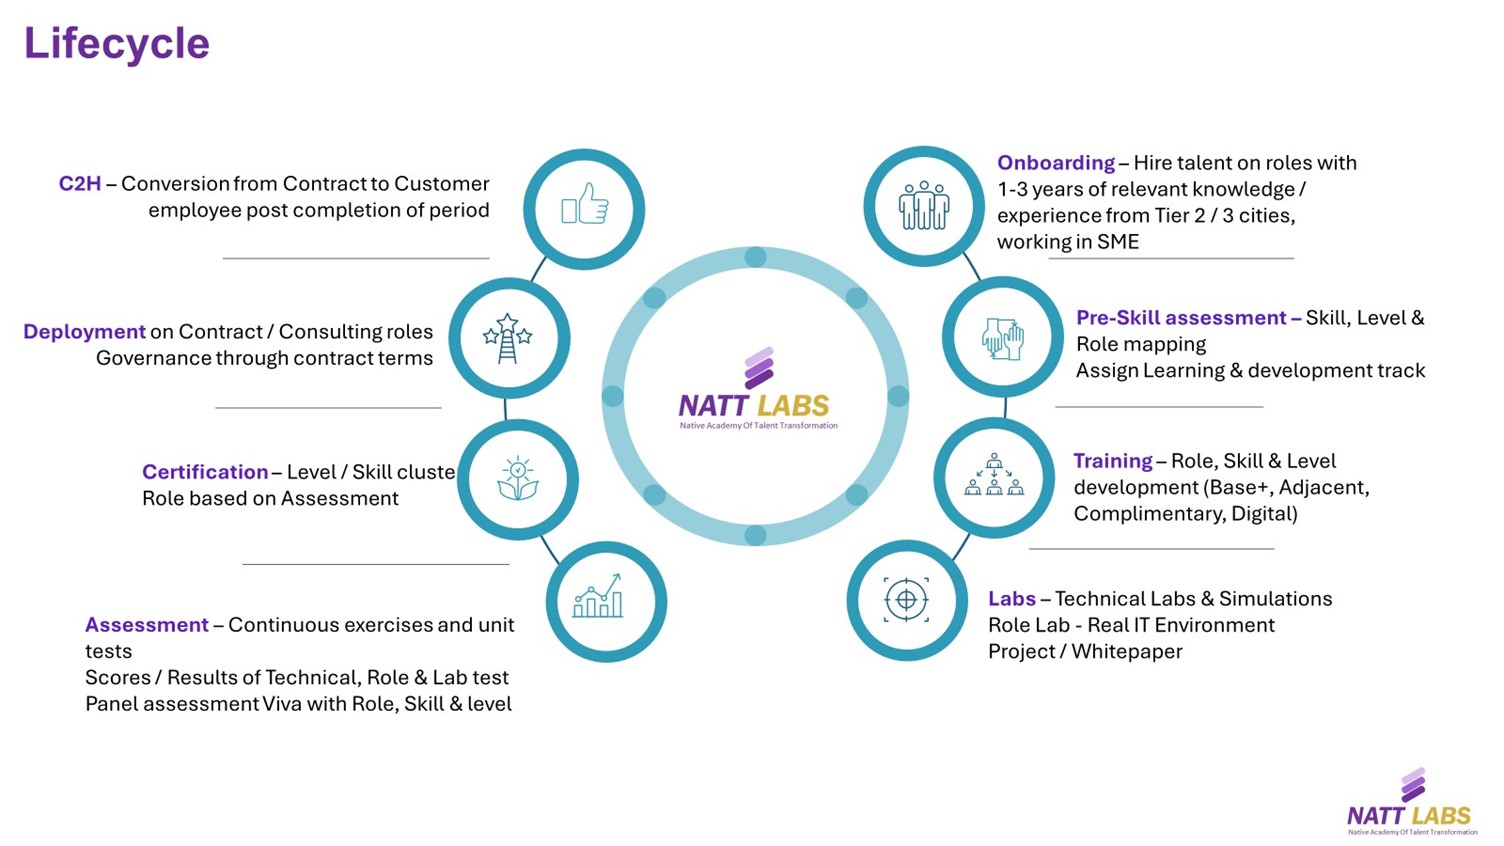 Lifecycle
C2H – Conversion from Contract to Customer
employee post completion of period
Deployment on Contract / Consulting roles
Governance through contract terms
Certification – Level / Skill cluste
Role based on Assessment
Assessment – Continuous exercises and unit
tests
Scores / Results of Technical, Role & Lab test
Panel assessment Viva with Role, Skill & level
NATT LABS
Native Academy Of Talent Transformation
Onboarding – Hire talent on roles with
1-3 years of relevant knowledge /
experience from Tier 2 / 3 cities,
working in SME
Pre-Skill assessment – Skill, Level &
Role mapping
Assign Learning & development track
Training – Role, Skill & Level
development (Base+, Adjacent,
Complimentary, Digital)
Labs – Technical Labs & Simulations
Role Lab - Real IT Environment
Project / Whitepaper
NATT LABS
Native Academy Of Talent Transformation